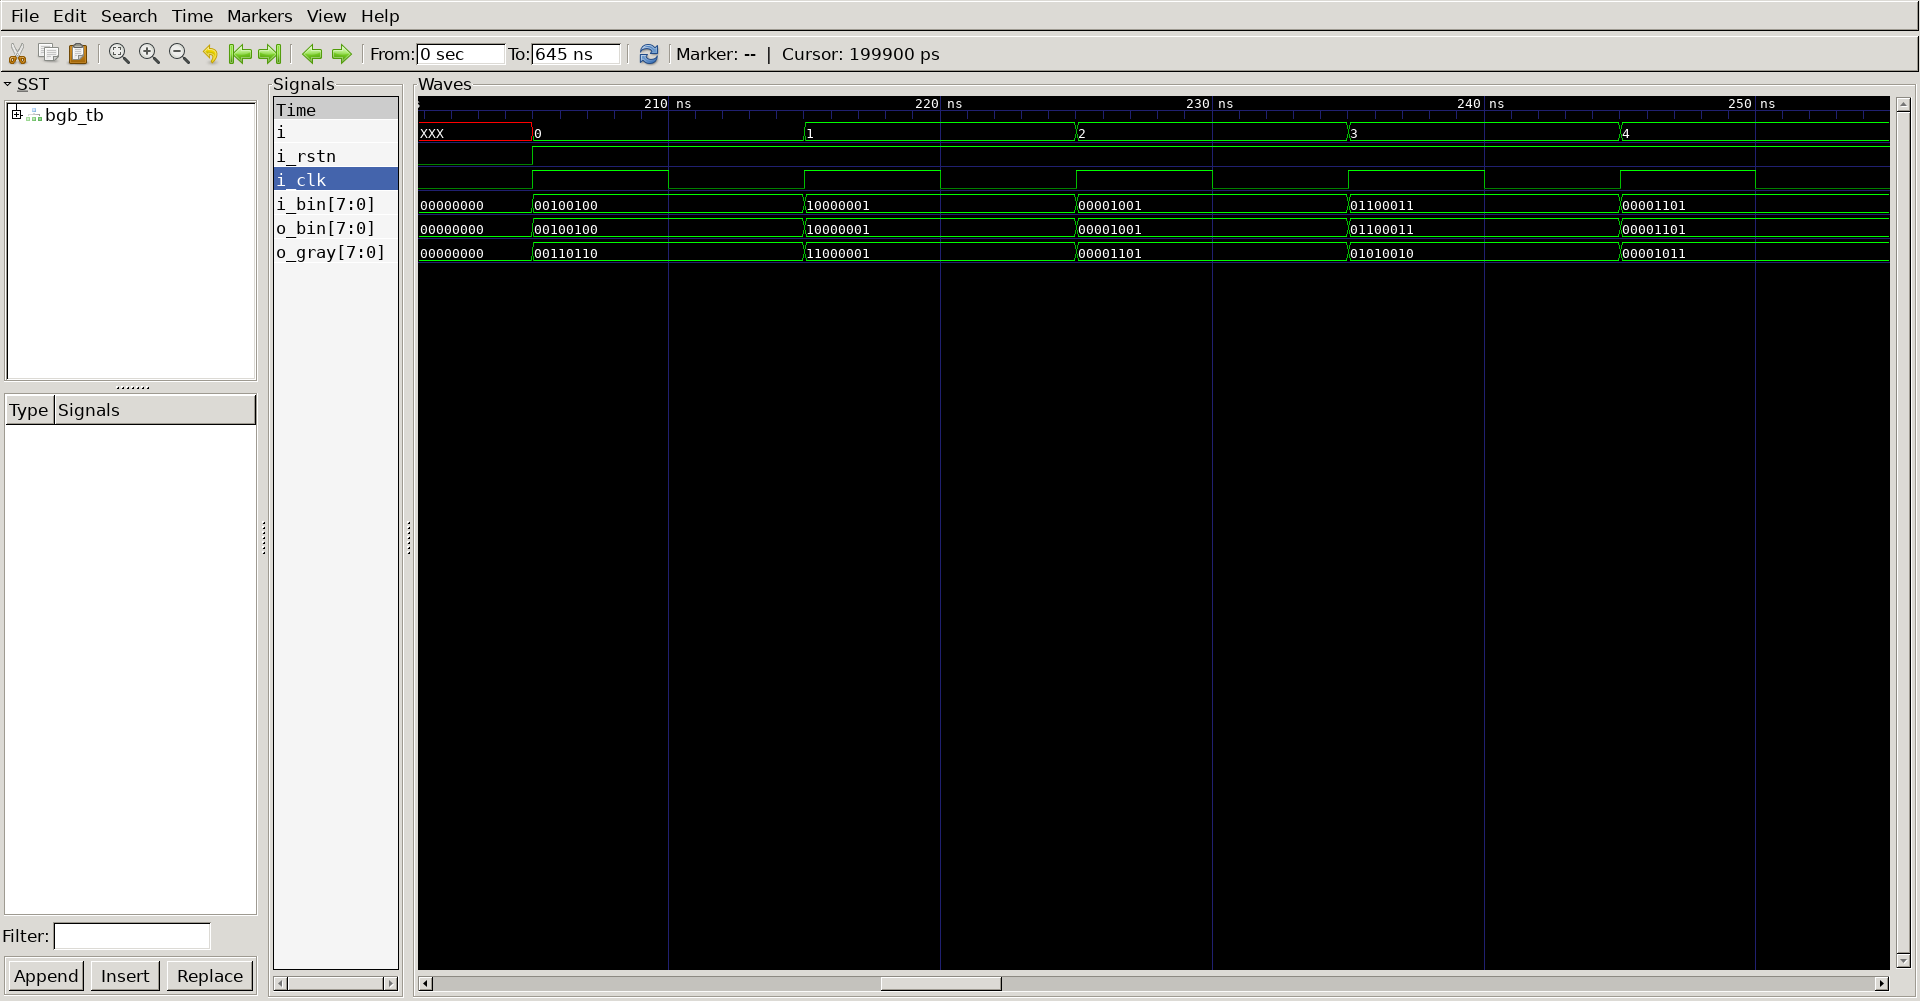 File Edit Search Time Markers View Help
From: 0 sec To: 645 ns Marker: -- | Cursor: 199900 ps
SST
bgb_tb
Type Signals
Filter:
Append Insert Replace
Signals
Time
i
i_rstn
i_clk
i_bin[7:0]
o_bin[7:0]
o_gray[7:0]
Waves
210 ns 220 ns 230 ns 240 ns 250 ns
XXX 0 1 2 3 4
00000000 00100100 10000001 00001001 01100011 00001101
00000000 00100100 10000001 00001001 01100011 00001101
00000000 00110110 11000001 00001101 01010010 00001011